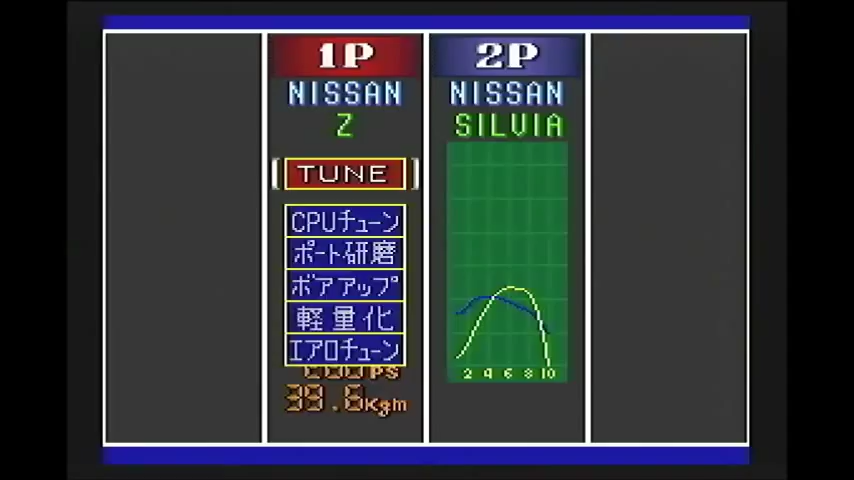 1P
NISSAN
Z
TUNE
CPUチューン
ポート研磨
ボアアップ
軽量化
エアロチューン
PS
39.6Kgm
2P
NISSAN
SILVIA
2 4 6 8 10